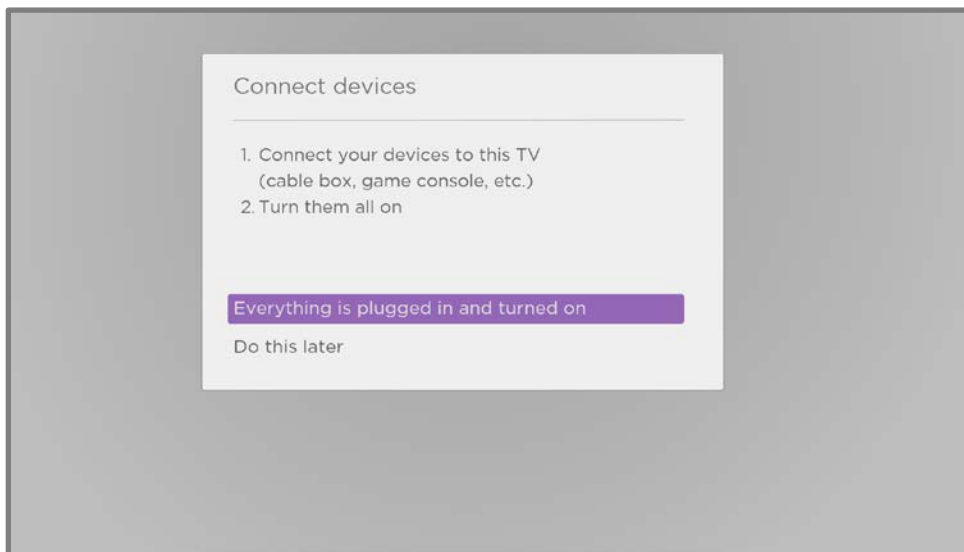 Connect devices
1. Connect your devices to this TV
(cable box, game console, etc.)
2. Turn them all on
Everything is plugged in and turned on
Do this later